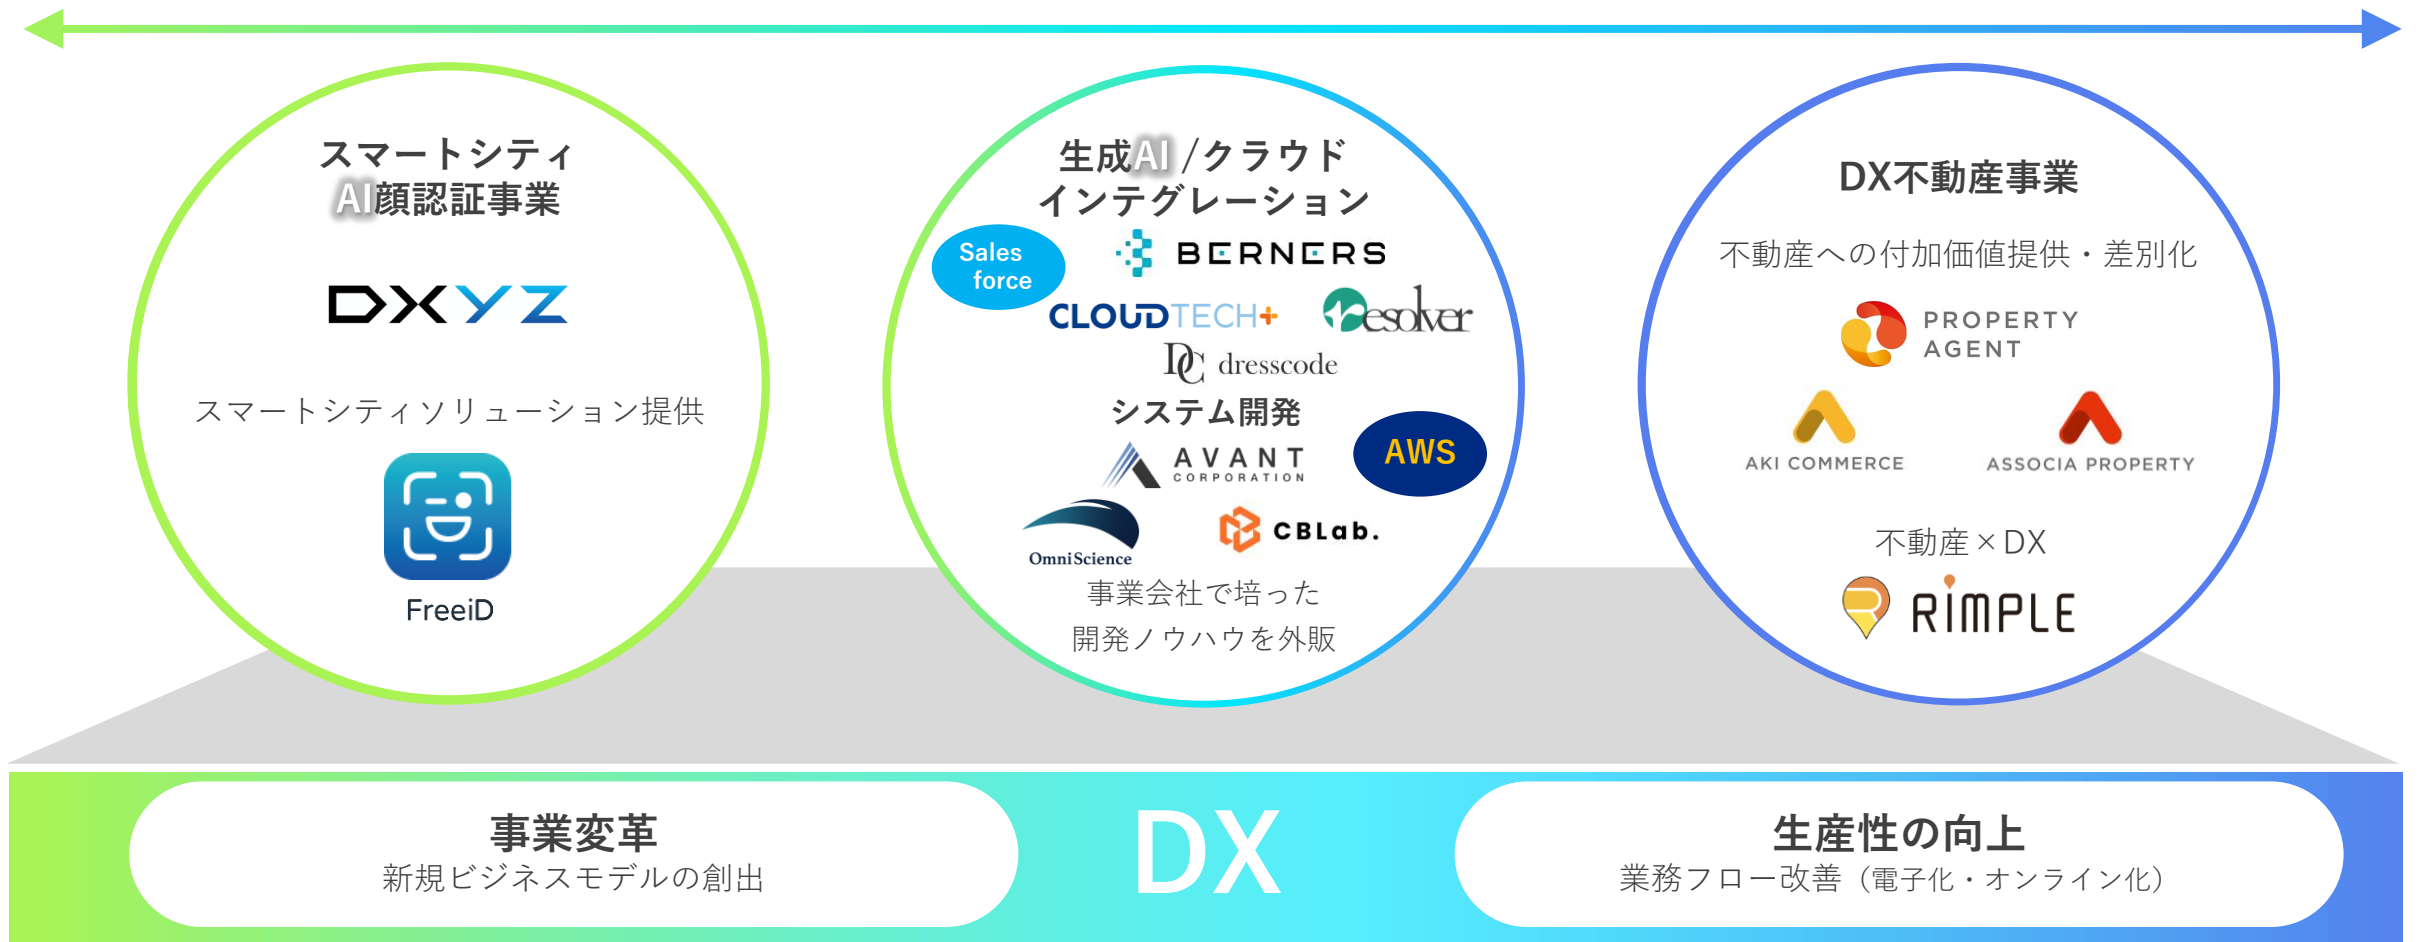 スマートシティ
AI顔認証事業
DXYZ
スマートシティソリューション提供
FreeiD
生成AI /クラウド
インテグレーション
Sales
force
BERNERS
CLOUDTECH+
resolver
DC dresscode
システム開発
AVANT
CORPORATION
AWS
OmniScience
CBLab.
事業会社で培った
開発ノウハウを外販
DX不動産事業
不動産への付加価値提供・差別化
PROPERTY
AGENT
AKI COMMERCE
ASSOCIA PROPERTY
不動産×DX
RIMPLE
事業変革
新規ビジネスモデルの創出
DX
生産性の向上
業務フロー改善（電子化・オンライン化）